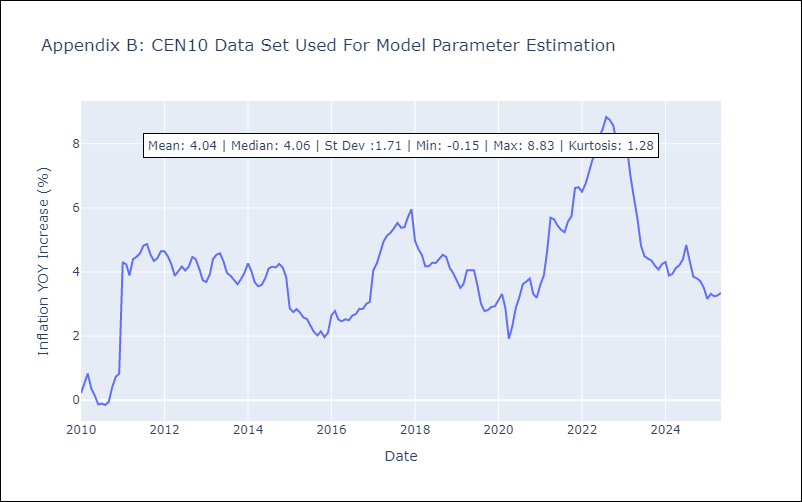 Appendix B: CEN10 Data Set Used For Model Parameter Estimation
Mean: 4.04 | Median: 4.06 | St Dev :1.71 | Min: -0.15 | Max: 8.83 | Kurtosis: 1.28
Inflation YOY Increase (%)
8
6
4
2
0
2010 2012 2014 2016 2018 2020 2022 2024
Date